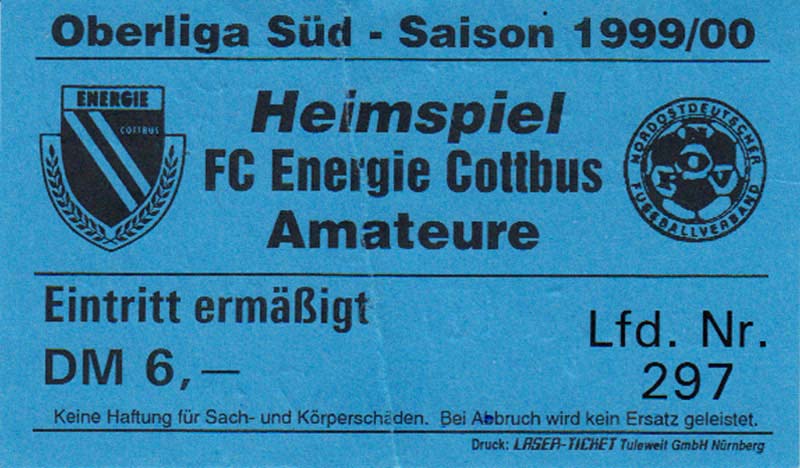 Oberliga Süd - Saison 1999/00
ENERGIE
COTTBUS
Heimspiel
FC Energie Cottbus
Amateure
NORDOSTDEUTSCHER
NOFV
FUSSBALLVERBAND
Eintritt ermäßigt
DM 6,—
Lfd. Nr.
297
Keine Haftung für Sach- und Körperschäden. Bei Abbruch wird kein Ersatz geleistet.
Druck: LASER-TICKET Tuleweit GmbH Nürnberg